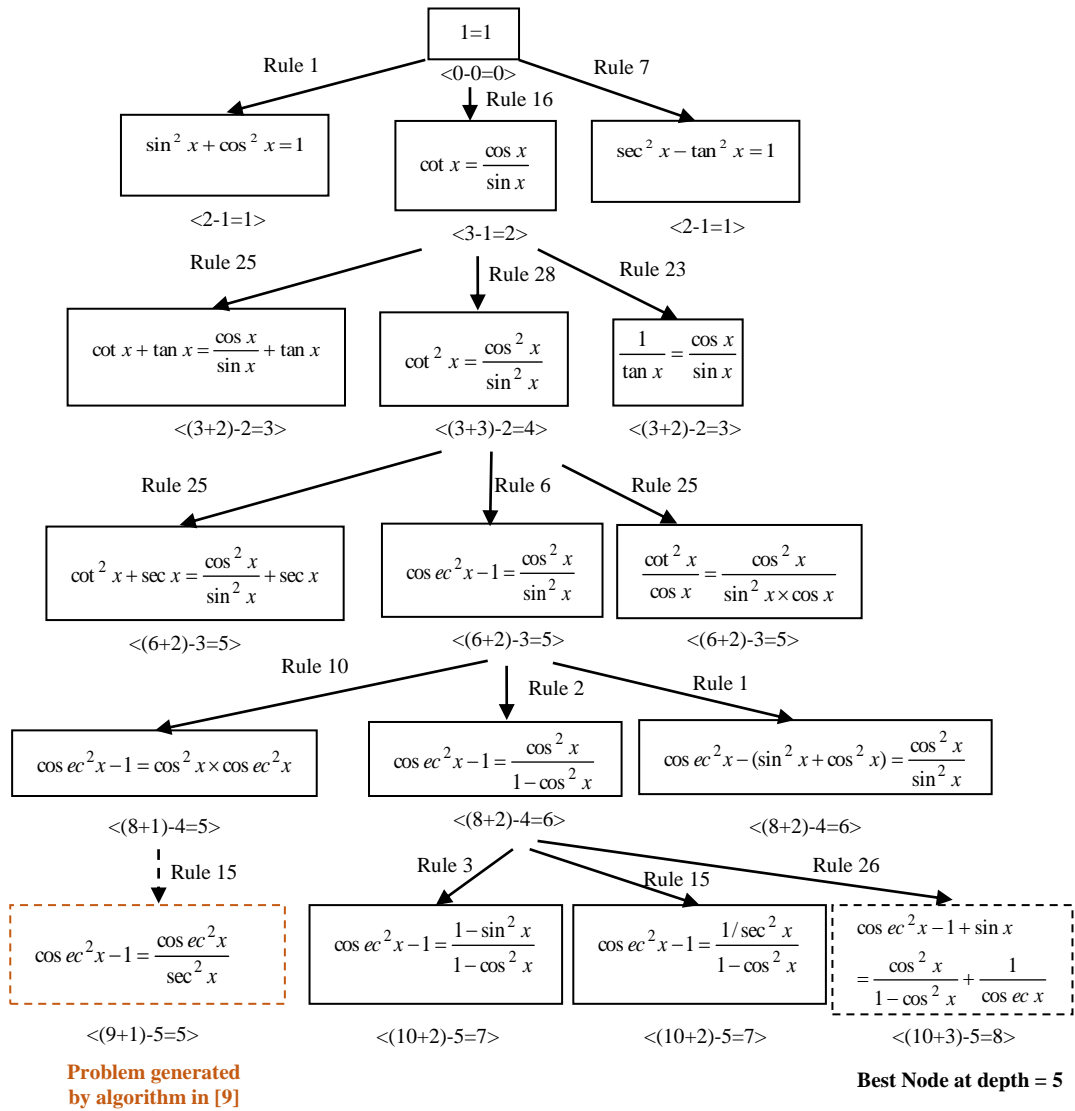 1=1
<0-0=0>
Rule 1
Rule 16
Rule 7
sin² x + cos² x = 1
cot x = cos x / sin x
sec² x − tan² x = 1
<2-1=1>
<3-1=2>
<2-1=1>
Rule 25
Rule 28
Rule 23
cot x + tan x = cos x / sin x + tan x
cot² x = cos² x / sin² x
1 / tan x = cos x / sin x
<(3+2)-2=3>
<(3+3)-2=4>
<(3+2)-2=3>
Rule 25
Rule 6
Rule 25
cot² x + sec x = cos² x / sin² x + sec x
cos ec² x − 1 = cos² x / sin² x
cot² x / cos x = cos² x / sin² x × cos x
<(6+2)-3=5>
<(6+2)-3=5>
<(6+2)-3=5>
Rule 10
Rule 2
Rule 1
cos ec² x − 1 = cos² x × cos ec² x
cos ec² x − 1 = cos² x / 1 − cos² x
cos ec² x − (sin² x + cos² x) = cos² x / sin² x
<(8+1)-4=5>
<(8+2)-4=6>
<(8+2)-4=6>
Rule 15
Rule 3
Rule 15
Rule 26
cos ec² x − 1 = cos ec² x / sec² x
cos ec² x − 1 = 1 − sin² x / 1 − cos² x
cos ec² x − 1 = 1/sec² x / 1 − cos² x
cos ec² x − 1 + sin x
= cos² x / 1 − cos² x + 1 / cos ec x
<(9+1)-5=5>
<(10+2)-5=7>
<(10+2)-5=7>
<(10+3)-5=8>
Problem generated
by algorithm in [9]
Best Node at depth = 5